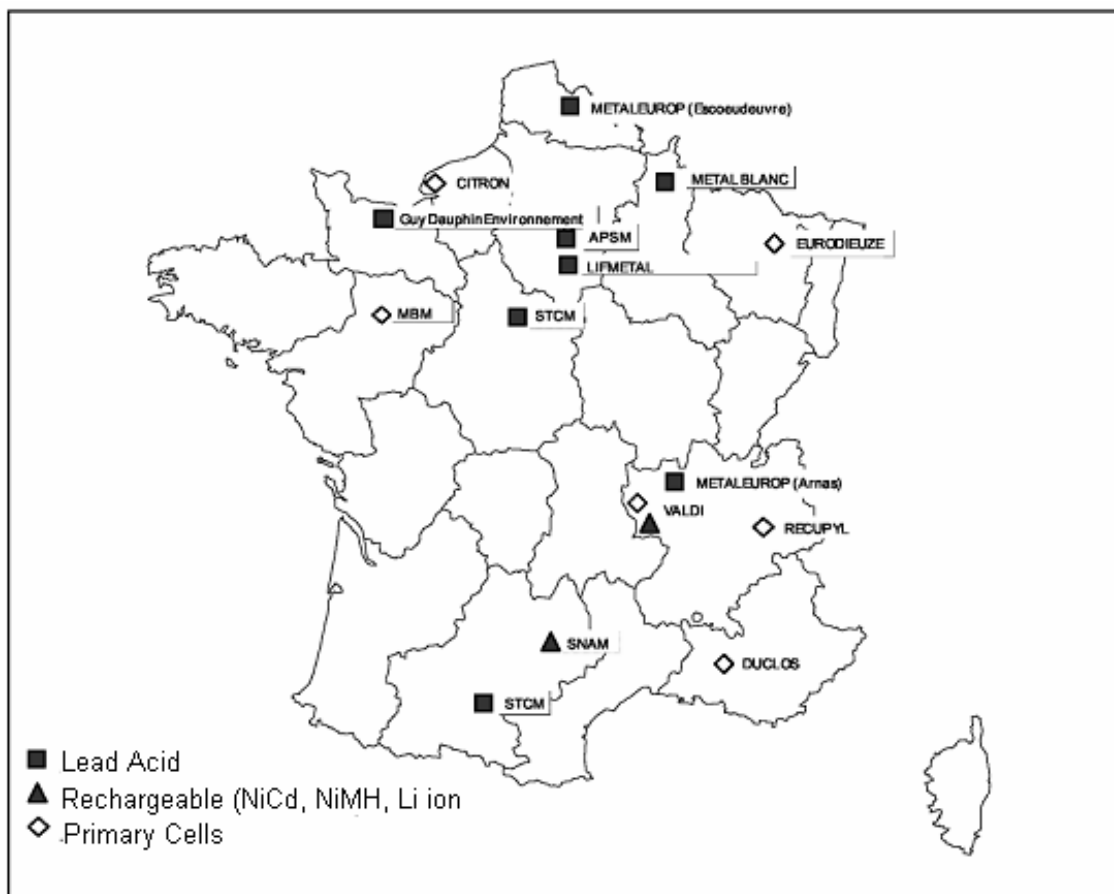 METALEUROP (Escoeudeuvre)
METAL BLANC
CITRON
Guy Dauphin Environnement
APSM
EURODIEUZE
LIFMETAL
MBM
STCM
METALEUROP (Arnas)
VALDI
RECUPYL
SNAM
DUCLOS
STCM
Lead Acid
Rechargeable (NiCd, NiMH, Li ion
Primary Cells